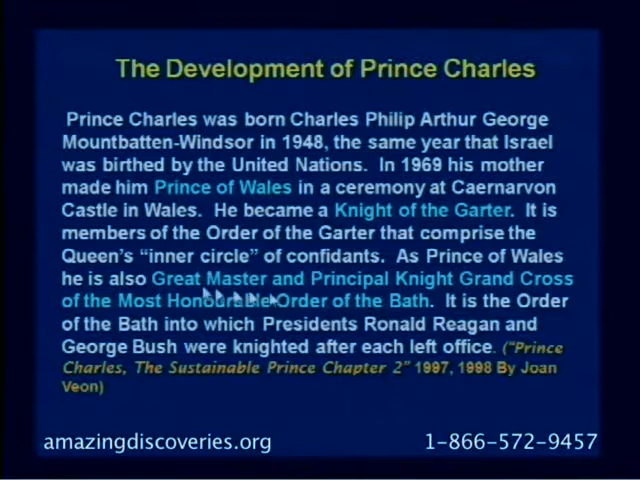 The Development of Prince Charles
Prince Charles was born Charles Philip Arthur George
Mountbatten-Windsor in 1948, the same year that Israel
was birthed by the United Nations. In 1969 his mother
made him Prince of Wales in a ceremony at Caernarvon
Castle in Wales. He became a Knight of the Garter. It is
members of the Order of the Garter that comprise the
Queen's "inner circle" of confidants. As Prince of Wales
he is also Great Master and Principal Knight Grand Cross
of the Most Honourable Order of the Bath. It is the Order
of the Bath into which Presidents Ronald Reagan and
George Bush were knighted after each left office. ("Prince
Charles, The Sustainable Prince Chapter 2" 1997, 1998 By Joan
Veon)
amazingdiscoveries.org 1-866-572-9457